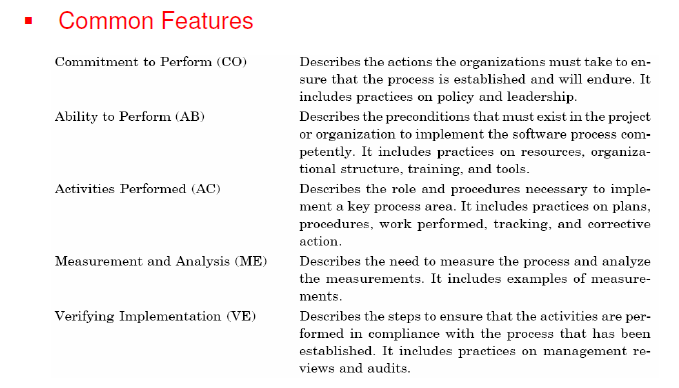 ▪ Common Features
Commitment to Perform (CO) Describes the actions the organizations must take to en-
sure that the process is established and will endure. It
includes practices on policy and leadership.
Ability to Perform (AB) Describes the preconditions that must exist in the project
or organization to implement the software process com-
petently. It includes practices on resources, organiza-
tional structure, training, and tools.
Activities Performed (AC) Describes the role and procedures necessary to imple-
ment a key process area. It includes practices on plans,
procedures, work performed, tracking, and corrective
action.
Measurement and Analysis (ME) Describes the need to measure the process and analyze
the measurements. It includes examples of measure-
ments.
Verifying Implementation (VE) Describes the steps to ensure that the activities are per-
formed in compliance with the process that has been
established. It includes practices on management re-
views and audits.